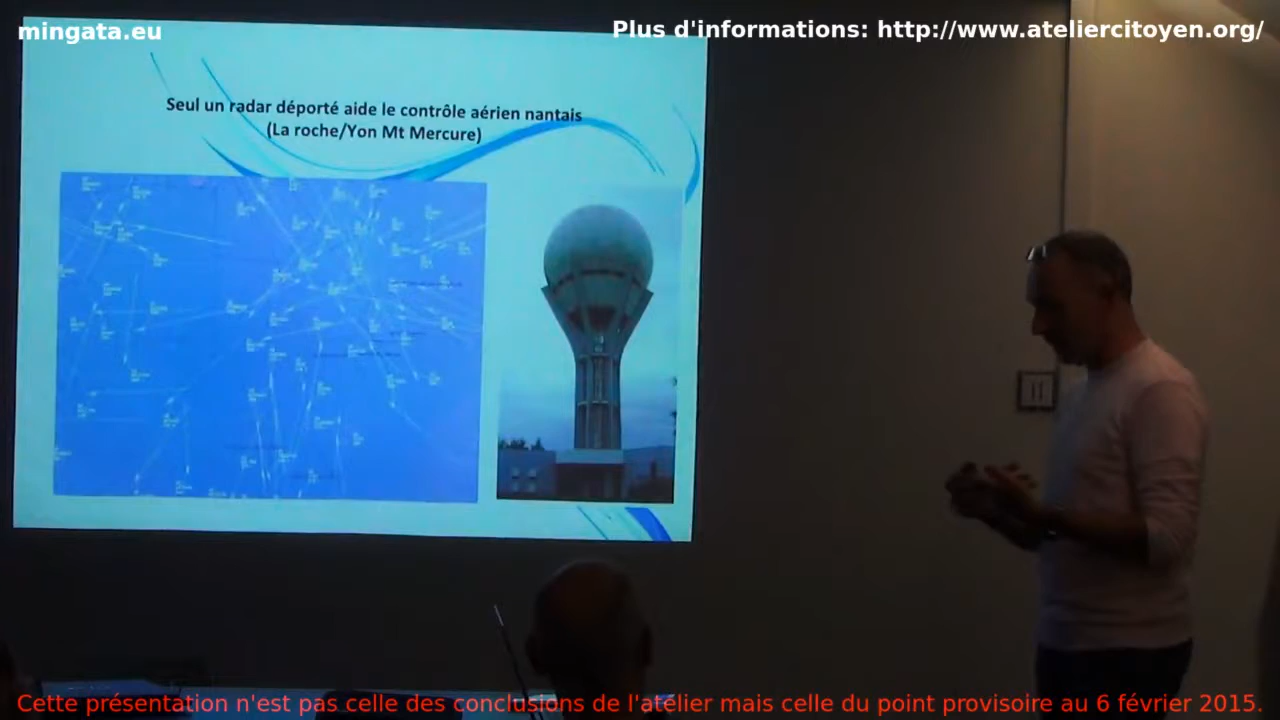 mingata.eu
Plus d'informations: http://www.ateliercitoyen.org/
Seul un radar déporté aide le contrôle aérien nantais
(La roche/Yon Mt Mercure)
Cette présentation n'est pas celle des conclusions de l'atelier mais celle du point provisoire au 6 février 2015.